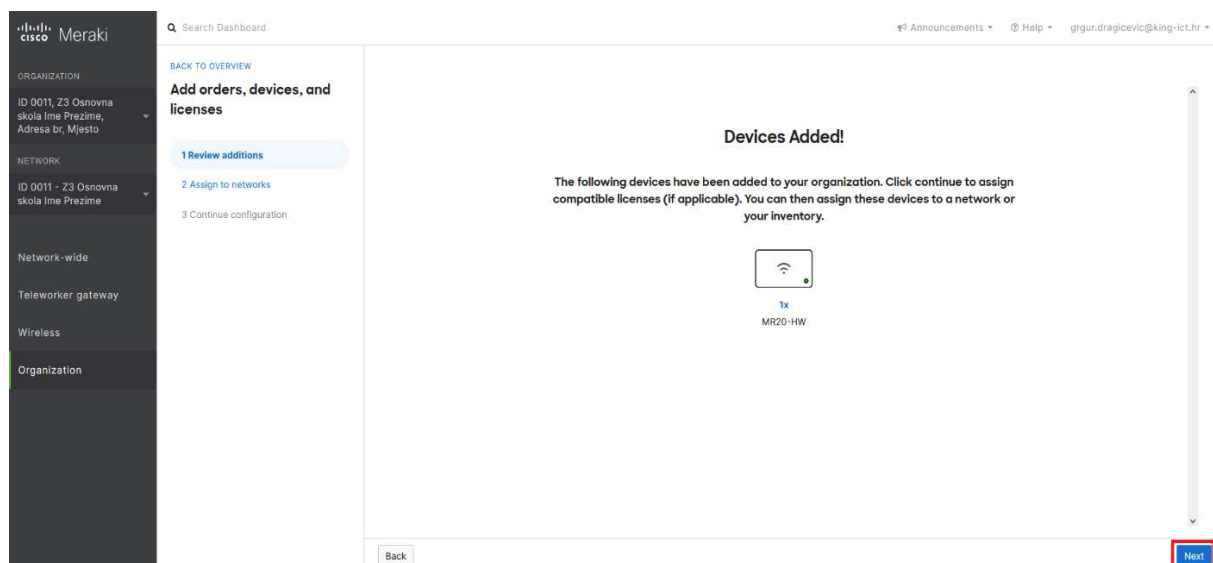 cisco Meraki
Search Dashboard
Announcements
Help
grgur.dragicevic@king-ict.hr
ORGANIZATION
ID 0011, Z3 Osnovna
skola Ime Prezime,
Adresa br, Mjesto
NETWORK
ID 0011 - Z3 Osnovna
skola Ime Prezime
Network-wide
Teleworker gateway
Wireless
Organization
BACK TO OVERVIEW
Add orders, devices, and
licenses
1 Review additions
2 Assign to networks
3 Continue configuration
Devices Added!
The following devices have been added to your organization. Click continue to assign
compatible licenses (if applicable). You can then assign these devices to a network or
your inventory.
1x
MR20-HW
Back
Next